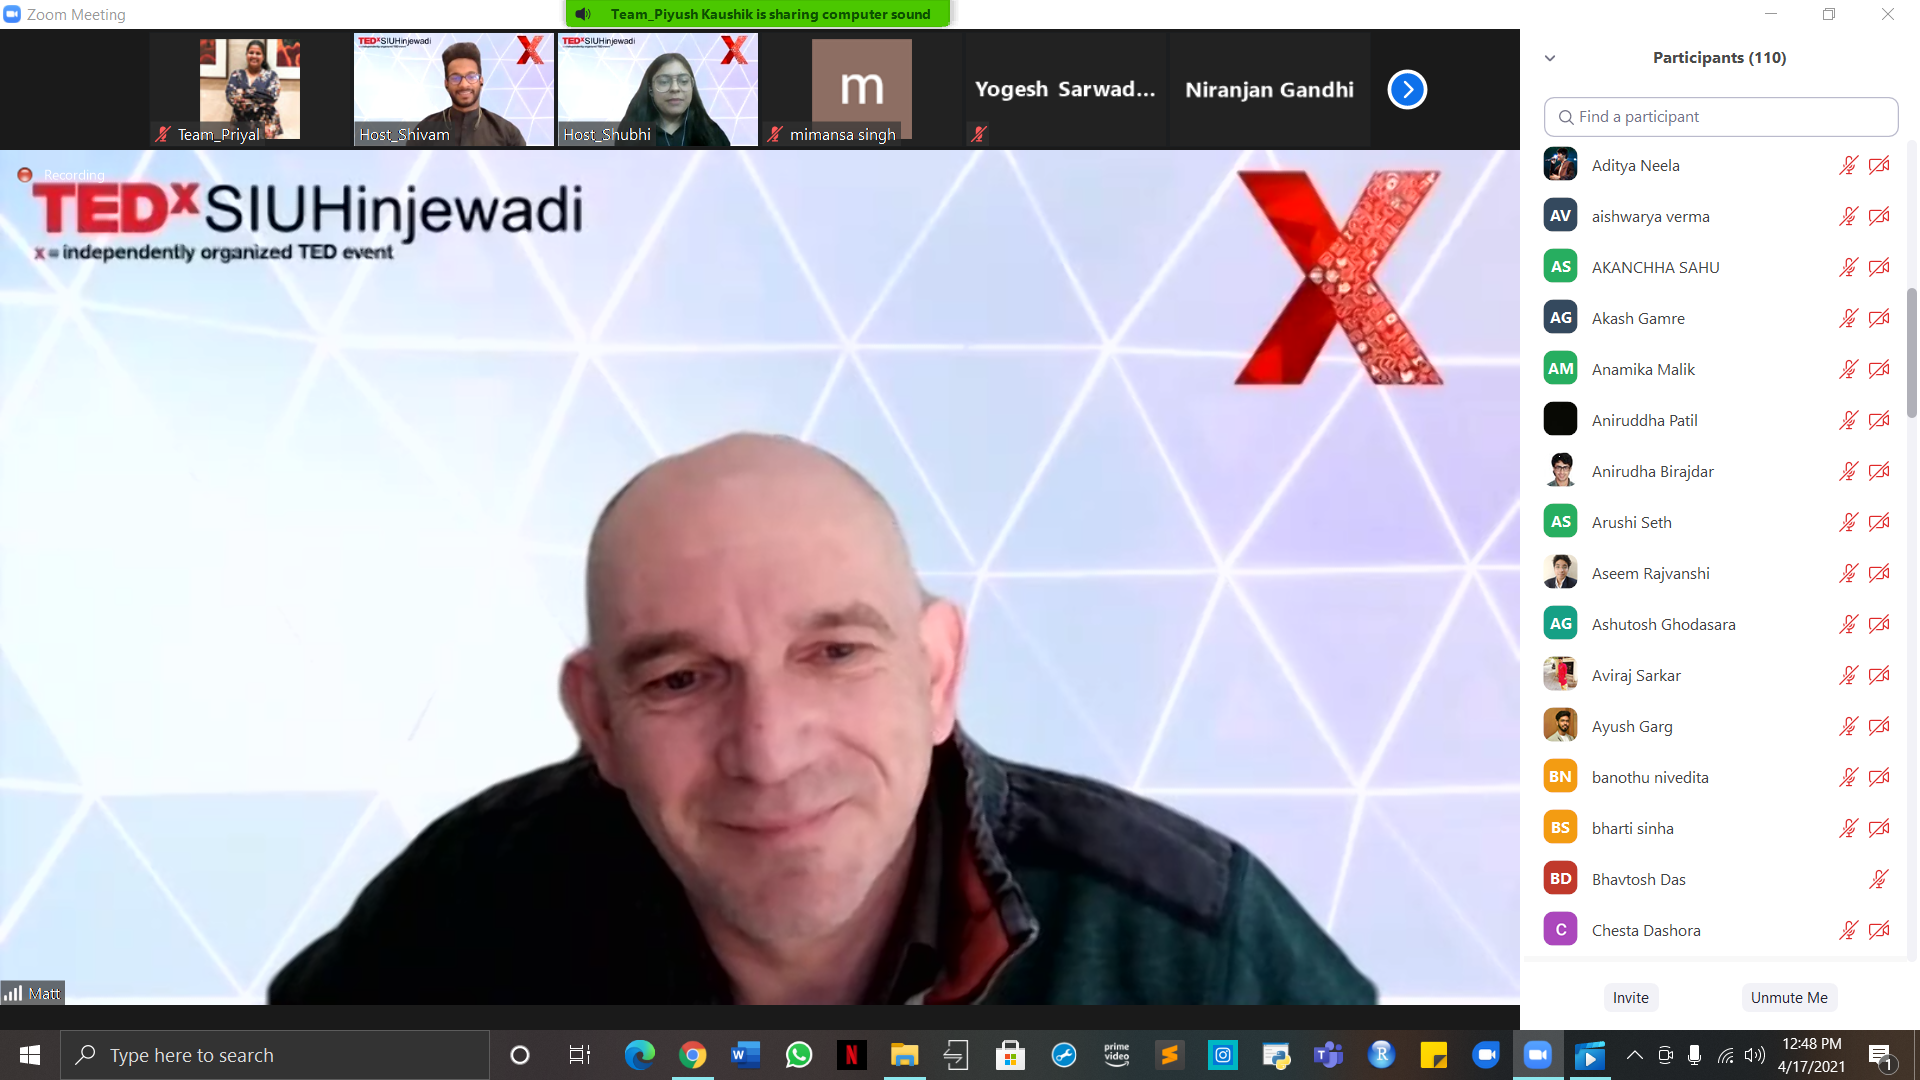 Zoom Meeting
Team_Piyush Kaushik is sharing computer sound
TEDxSIUHinjewadi
X
Team_Priyal
TEDxSIUHinjewadi
X
Host_Shivam
Host_Shubhi
m
mimansa singh
Yogesh Sarwad...
Niranjan Gandhi
Recording
TEDxSIUHinjewadi
x = independently organized TED event
X
Matt
Participants (110)
Find a participant
Aditya Neela
AV aishwarya verma
AS AKANCHHA SAHU
AG Akash Gamre
AM Anamika Malik
Aniruddha Patil
Anirudha Birajdar
AS Arushi Seth
Aseem Rajvanshi
AG Ashutosh Ghodasara
Aviraj Sarkar
Ayush Garg
BN banothu nivedita
BS bharti sinha
BD Bhavtosh Das
C Chesta Dashora
Invite Unmute Me
Type here to search
W
N
prime
video
S
R
12:48 PM
4/17/2021
1